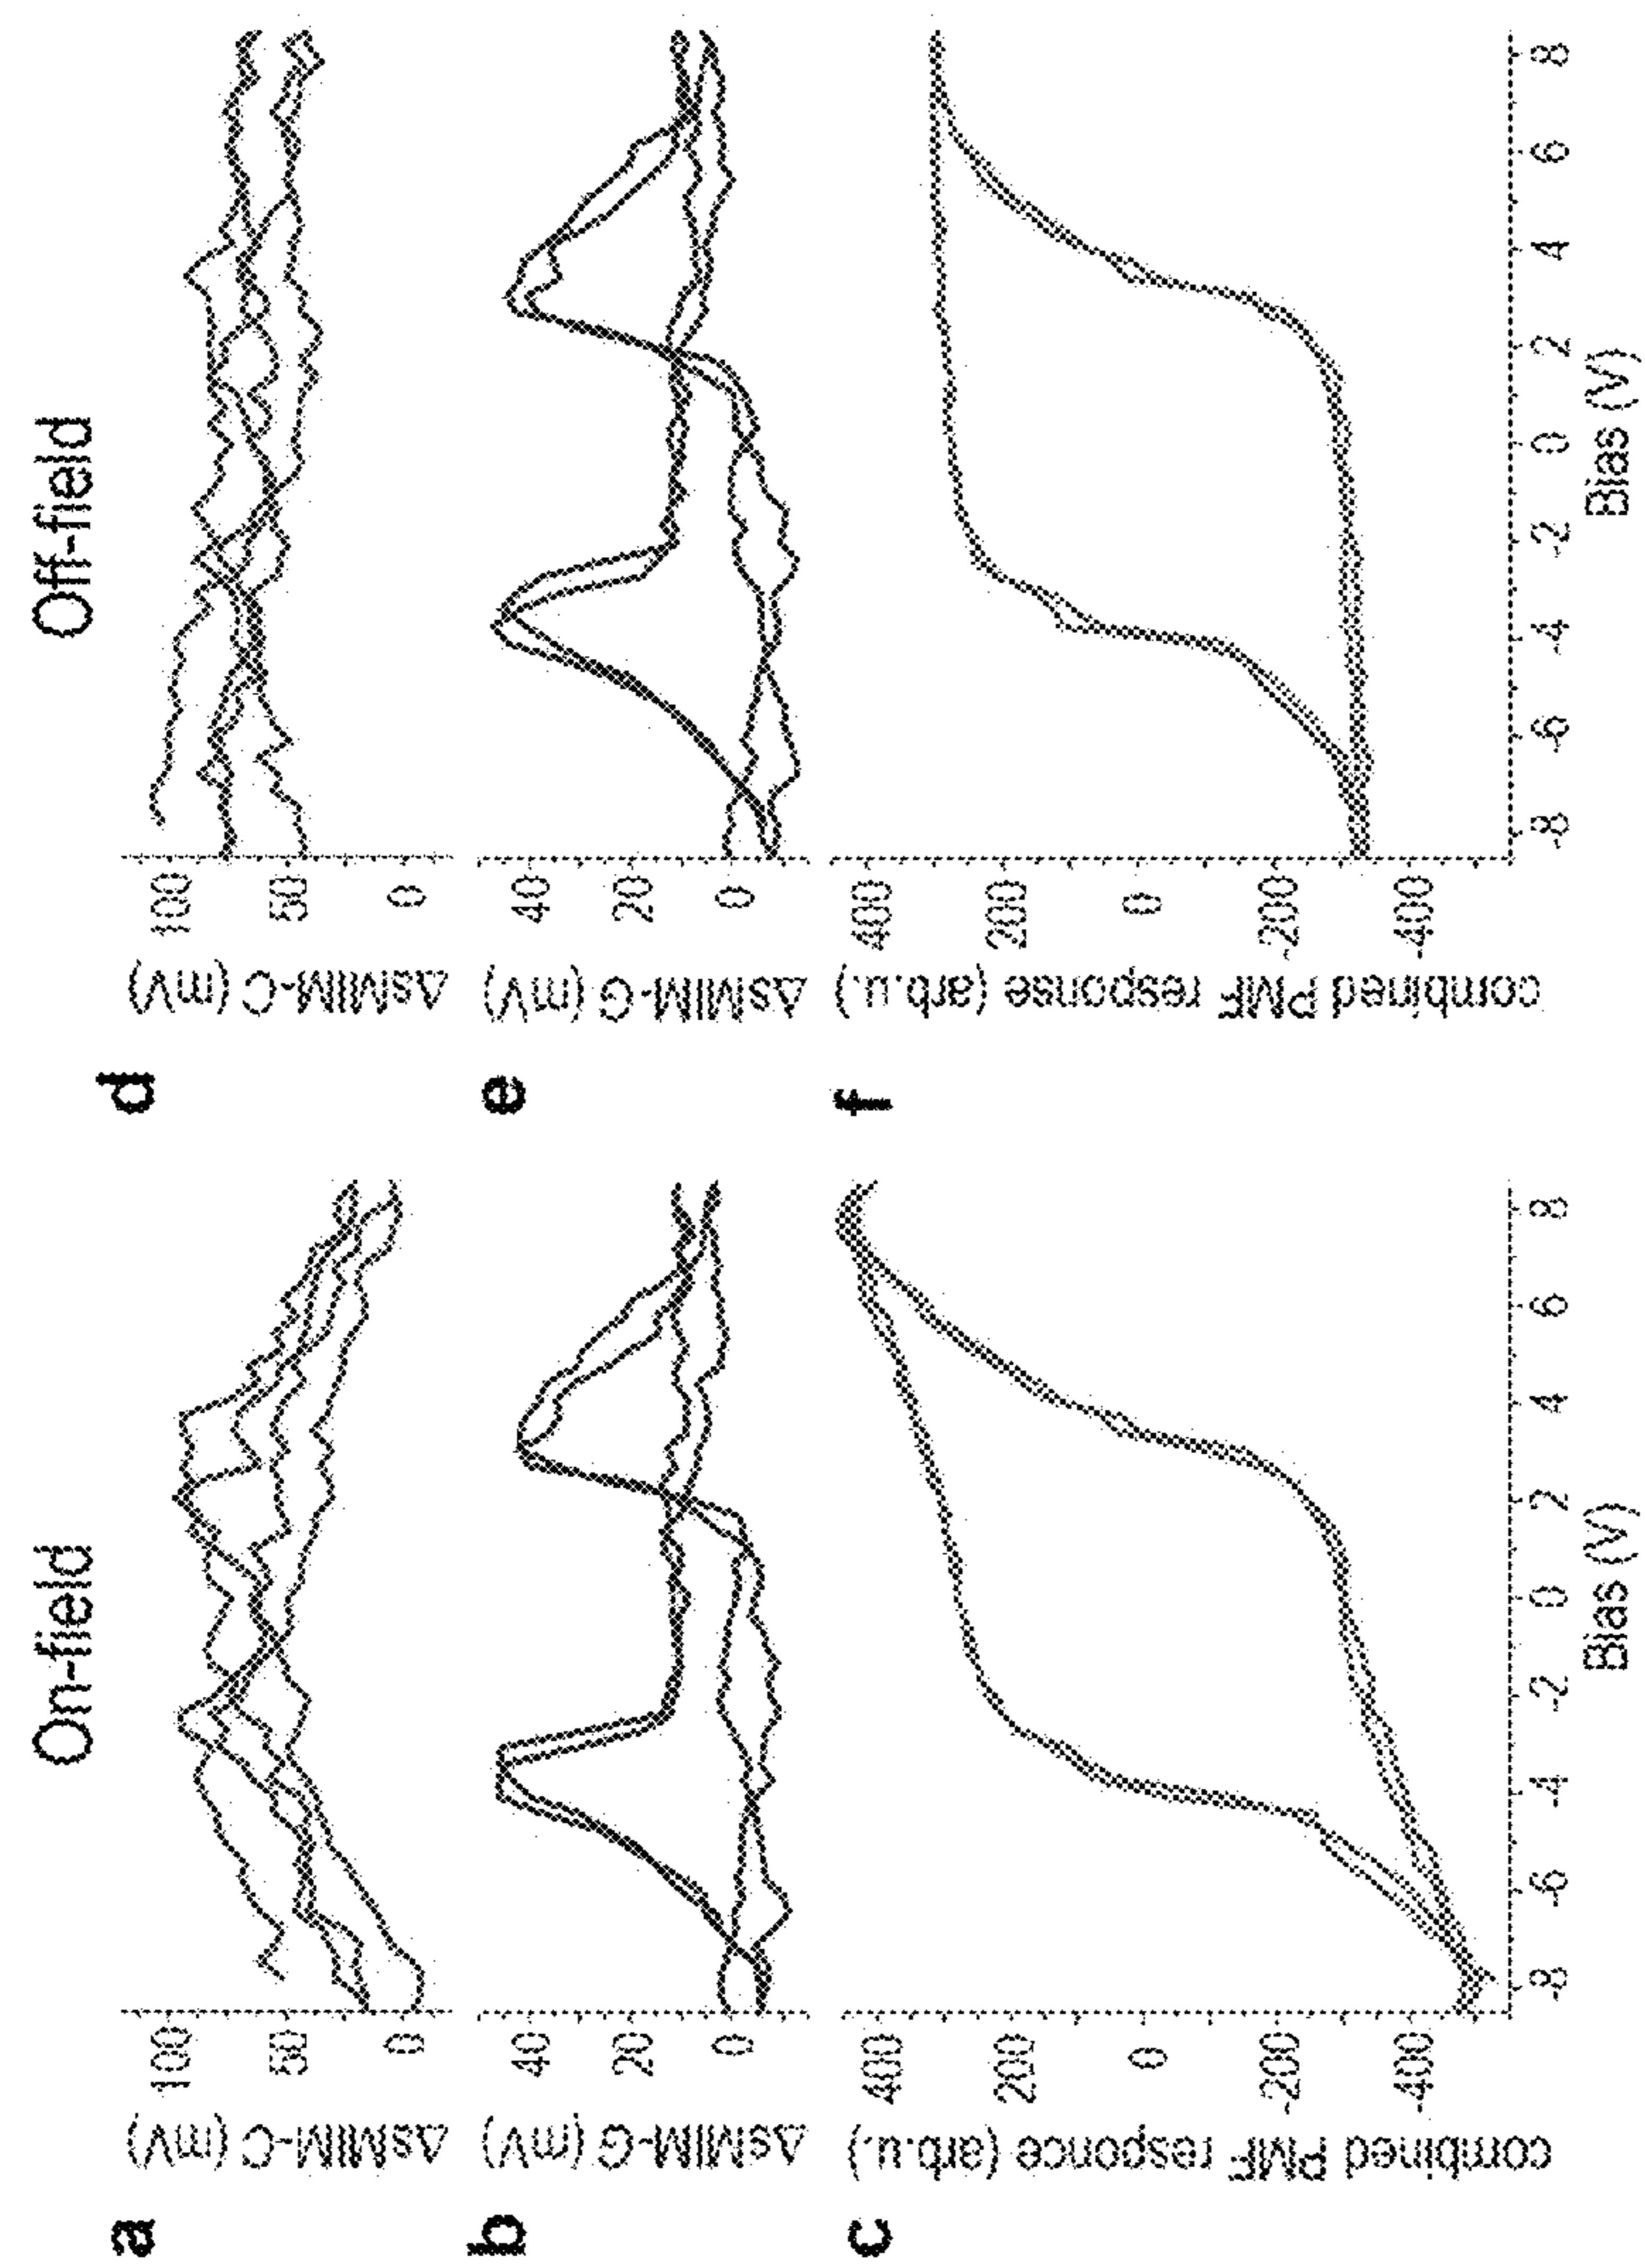 On-field
a
ΔsMIM-C (mV)
100
50
0
b
ΔsMIM-G (mV)
40
20
0
c
combined PMF responce (arb.u.)
400
200
0
-200
-400
-8 -6 -4 -2 0 2 4 6 8
Bias (V)
Off-field
d
ΔsMIM-C (mV)
100
50
0
e
ΔsMIM-G (mV)
40
20
0
f
combined PMF response (arb.u.)
400
200
0
-200
-400
-8 -6 -4 -2 0 2 4 6 8
Bias (V)